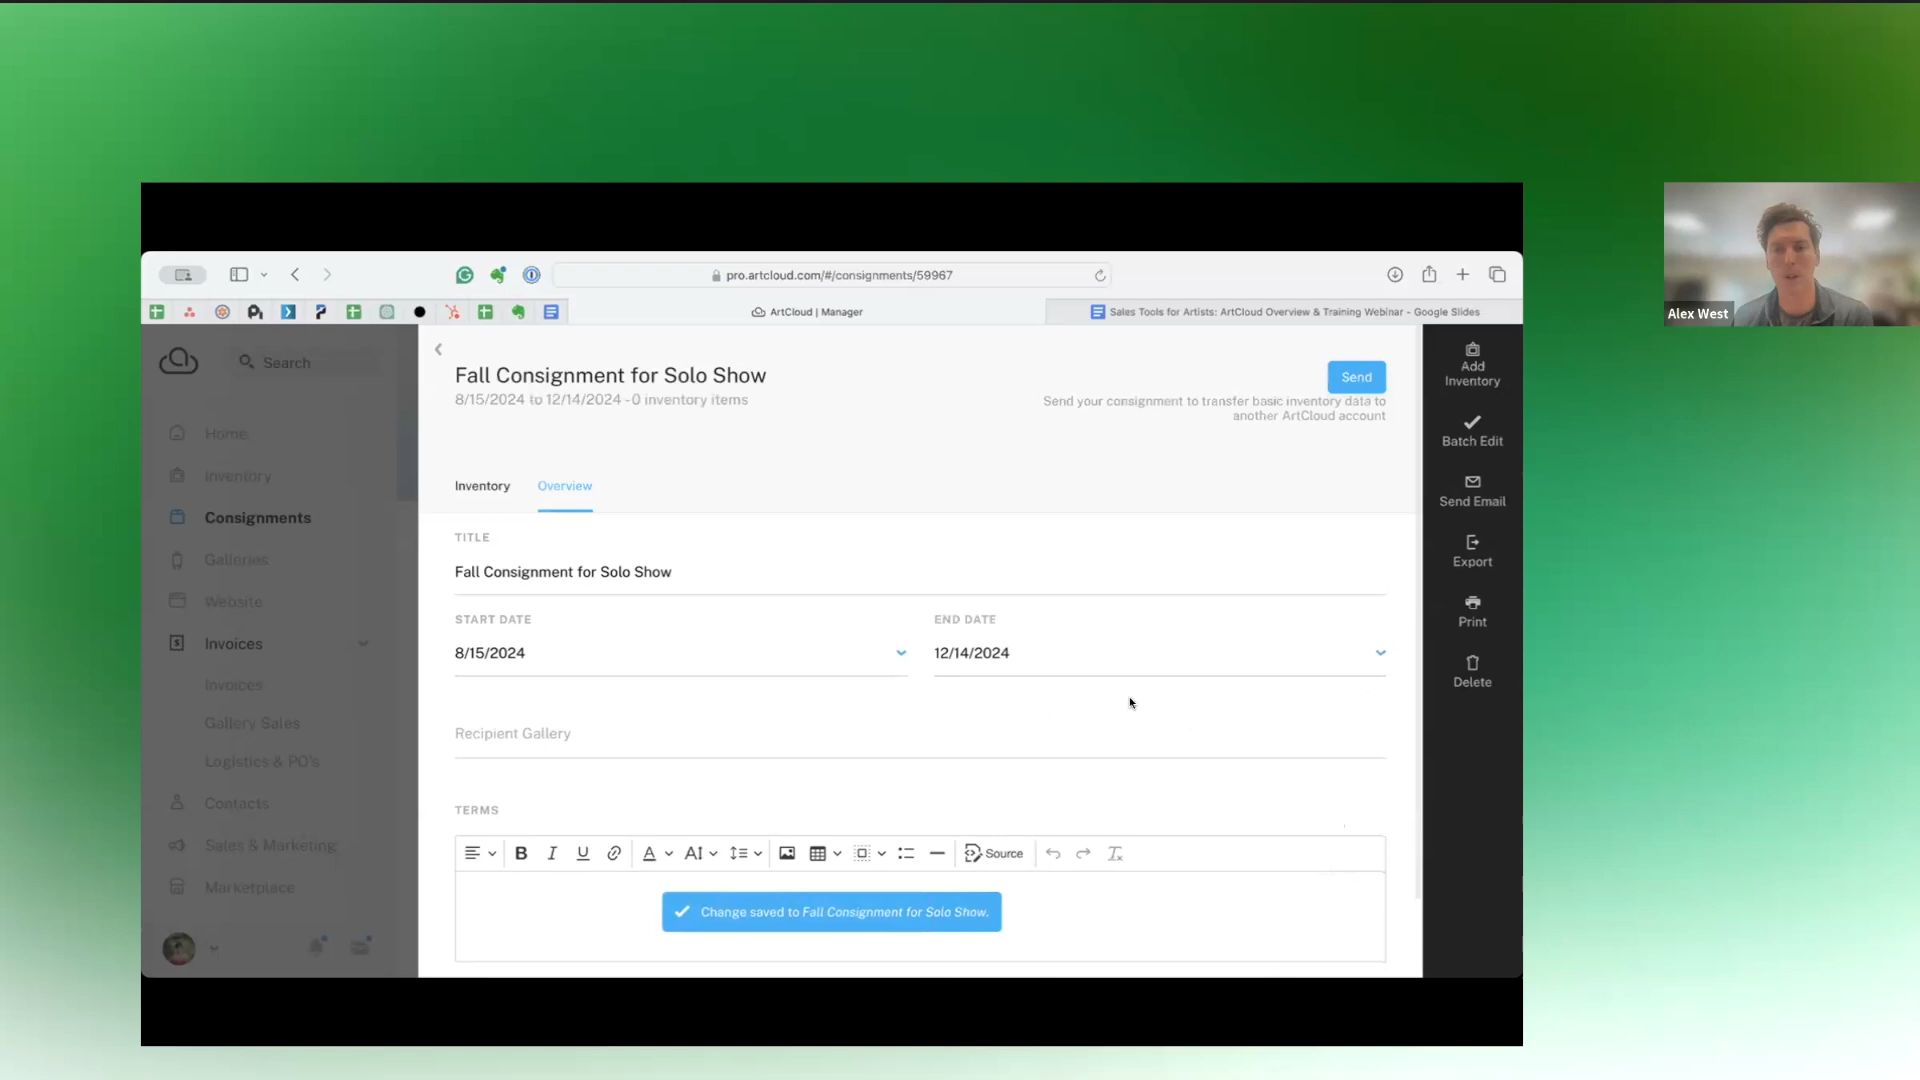 pro.artcloud.com/#/consignments/59967
ArtCloud | Manager
Sales Tools for Artists: ArtCloud Overview & Training Webinar - Google Slides
Alex West
Search
Home
Inventory
Consignments
Galleries
Website
Invoices
Invoices
Gallery Sales
Logistics & PO's
Contacts
Sales & Marketing
Marketplace
Fall Consignment for Solo Show
8/15/2024 to 12/14/2024 - 0 inventory items
Send
Send your consignment to transfer basic inventory data to
another ArtCloud account
Inventory
Overview
TITLE
Fall Consignment for Solo Show
START DATE
END DATE
8/15/2024
12/14/2024
Recipient Gallery
TERMS
Source
Change saved to Fall Consignment for Solo Show.
Add
Inventory
Batch Edit
Send Email
Export
Print
Delete